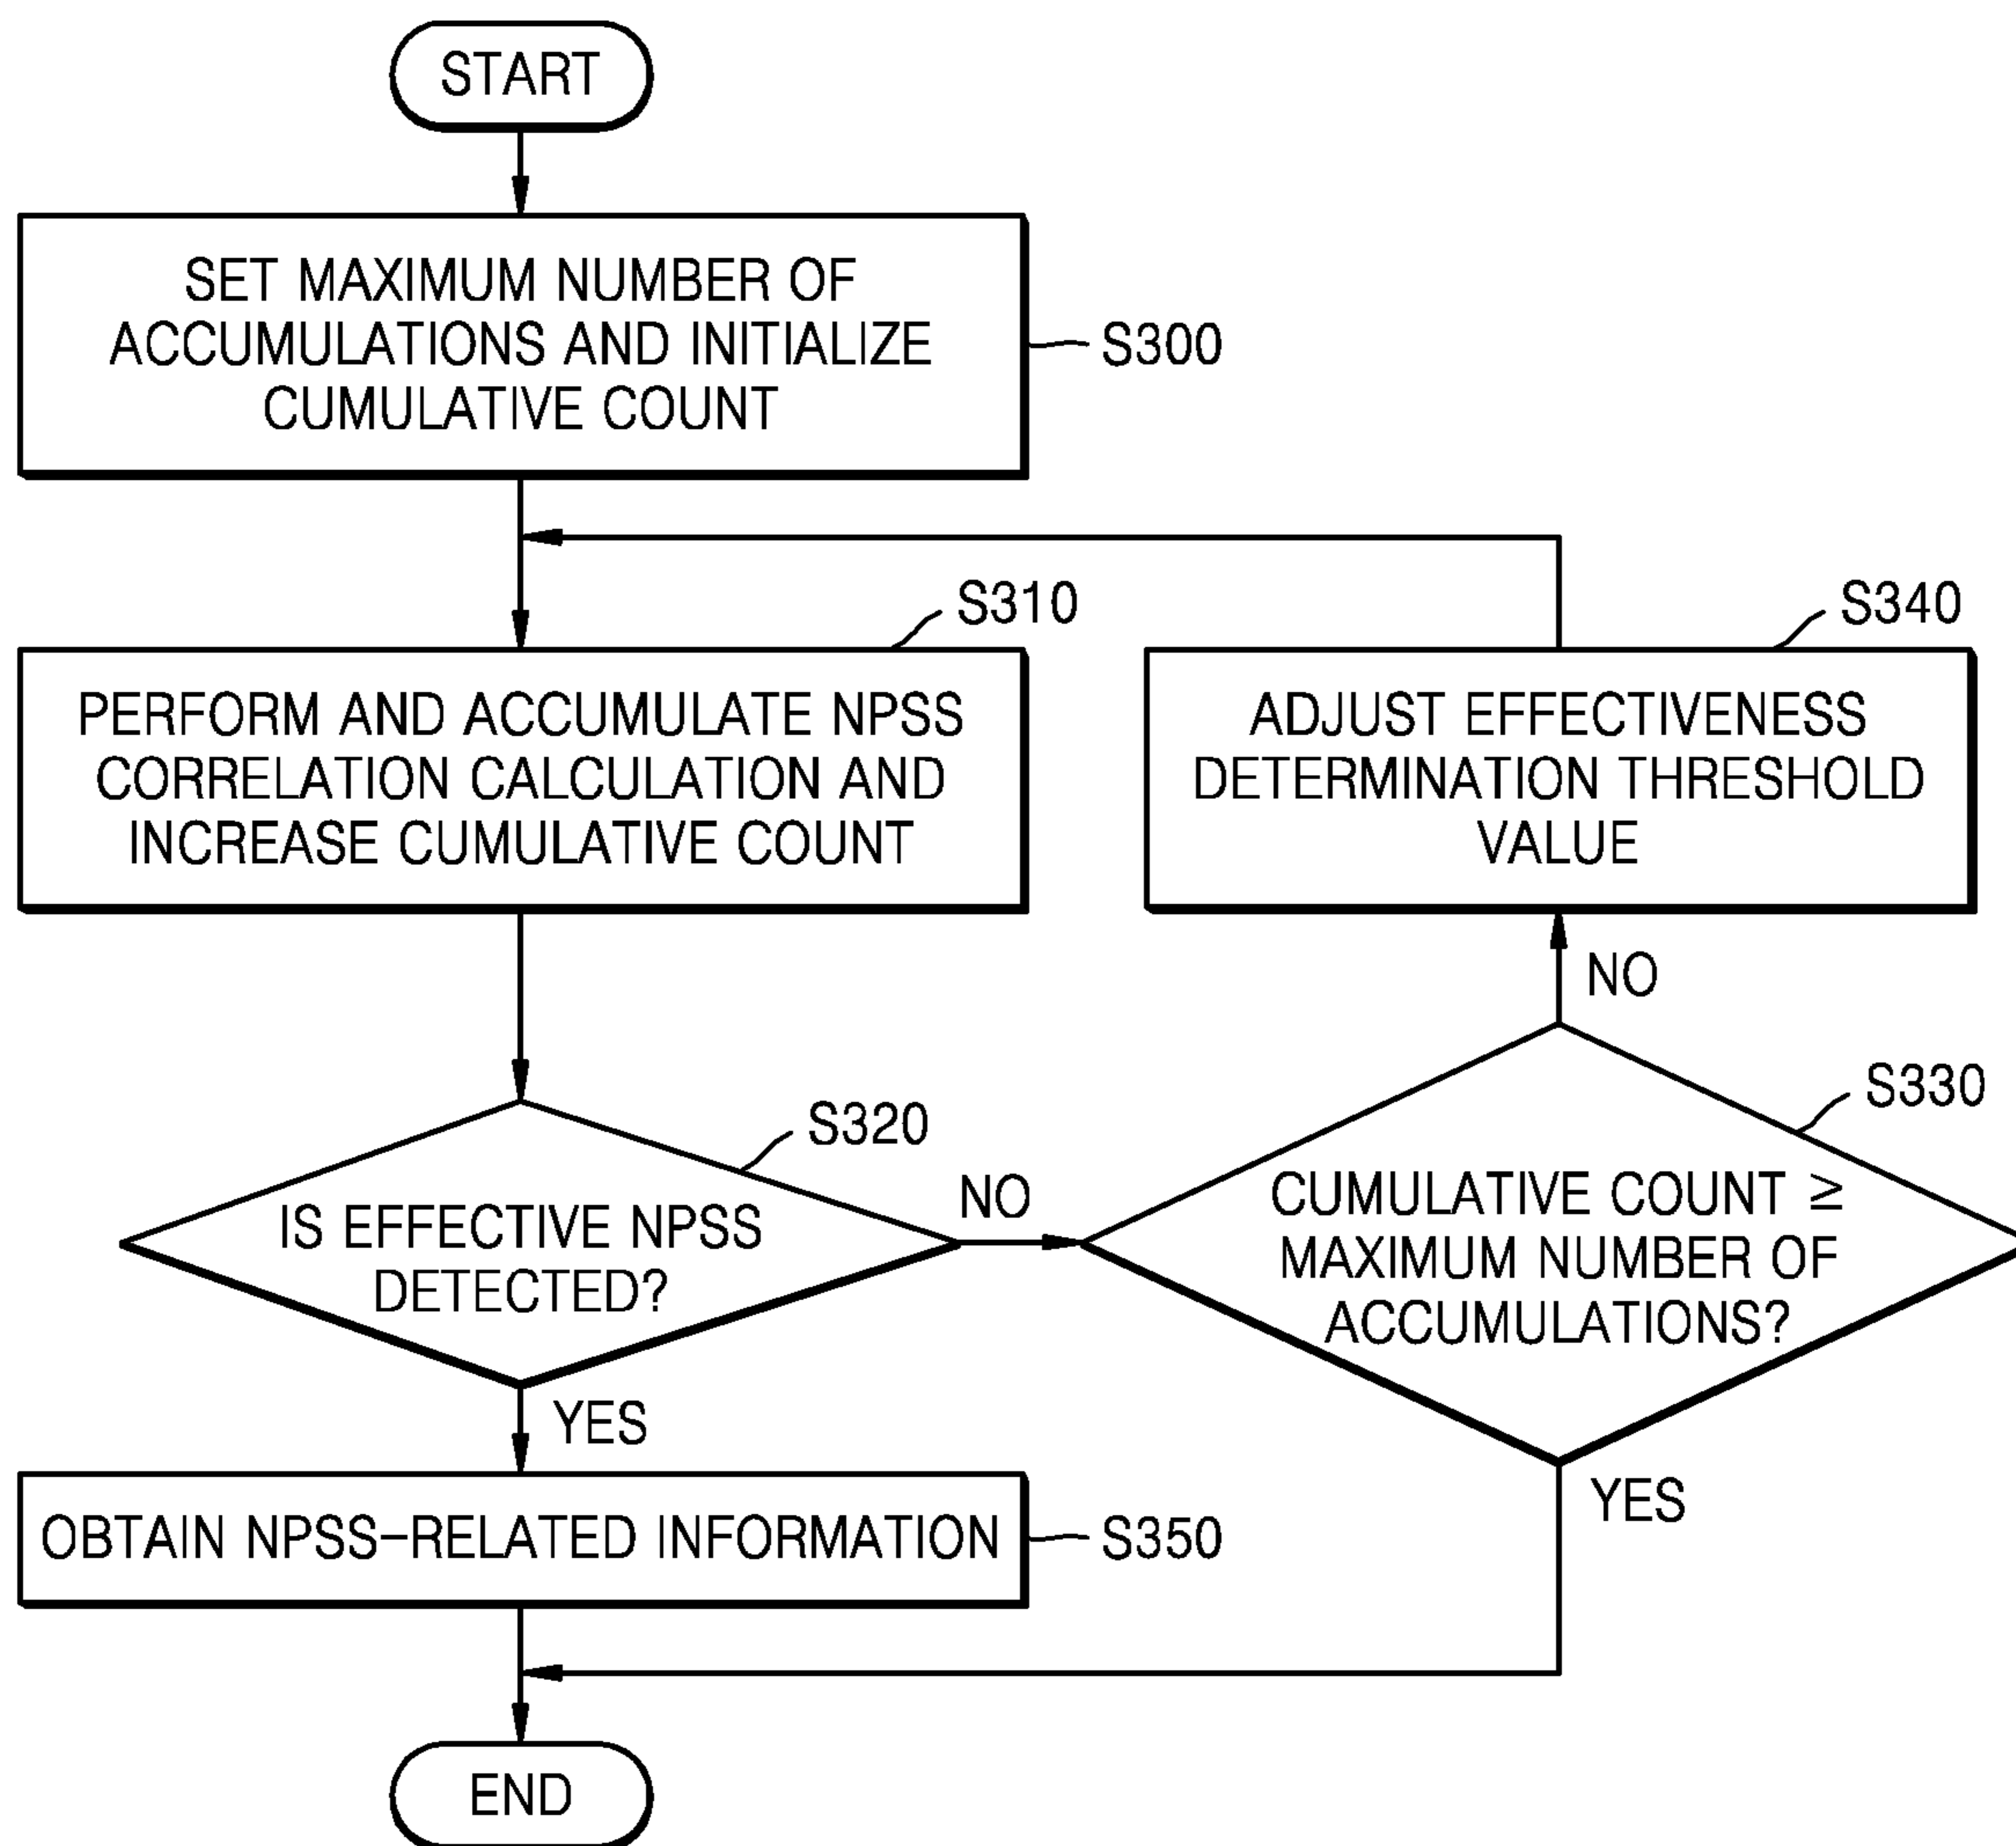 START
SET MAXIMUM NUMBER OF
ACCUMULATIONS AND INITIALIZE
CUMULATIVE COUNT
S300
S310
PERFORM AND ACCUMULATE NPSS
CORRELATION CALCULATION AND
INCREASE CUMULATIVE COUNT
S340
ADJUST EFFECTIVENESS
DETERMINATION THRESHOLD
VALUE
NO
S320
IS EFFECTIVE NPSS
DETECTED?
NO
S330
CUMULATIVE COUNT ≥
MAXIMUM NUMBER OF
ACCUMULATIONS?
YES
YES
OBTAIN NPSS-RELATED INFORMATION
S350
END